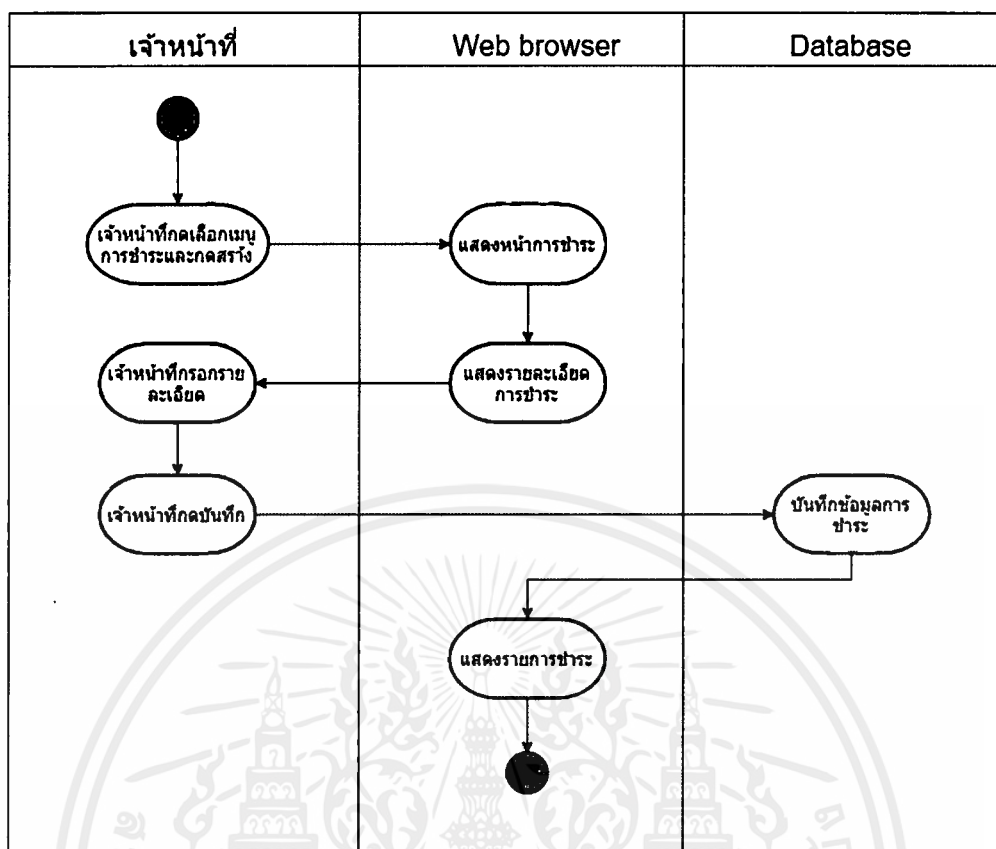 เจ้าหน้าที่
Web browser
Database
เจ้าหน้าที่กดเลือกเมนู
การชำระและกดสร้าง
แสดงหน้าการชำระ
เจ้าหน้าที่กรอกราย
ละเอียด
แสดงรายละเอียด
การชำระ
เจ้าหน้าที่กดบันทึก
บันทึกข้อมูลการ
ชำระ
แสดงรายการชำระ